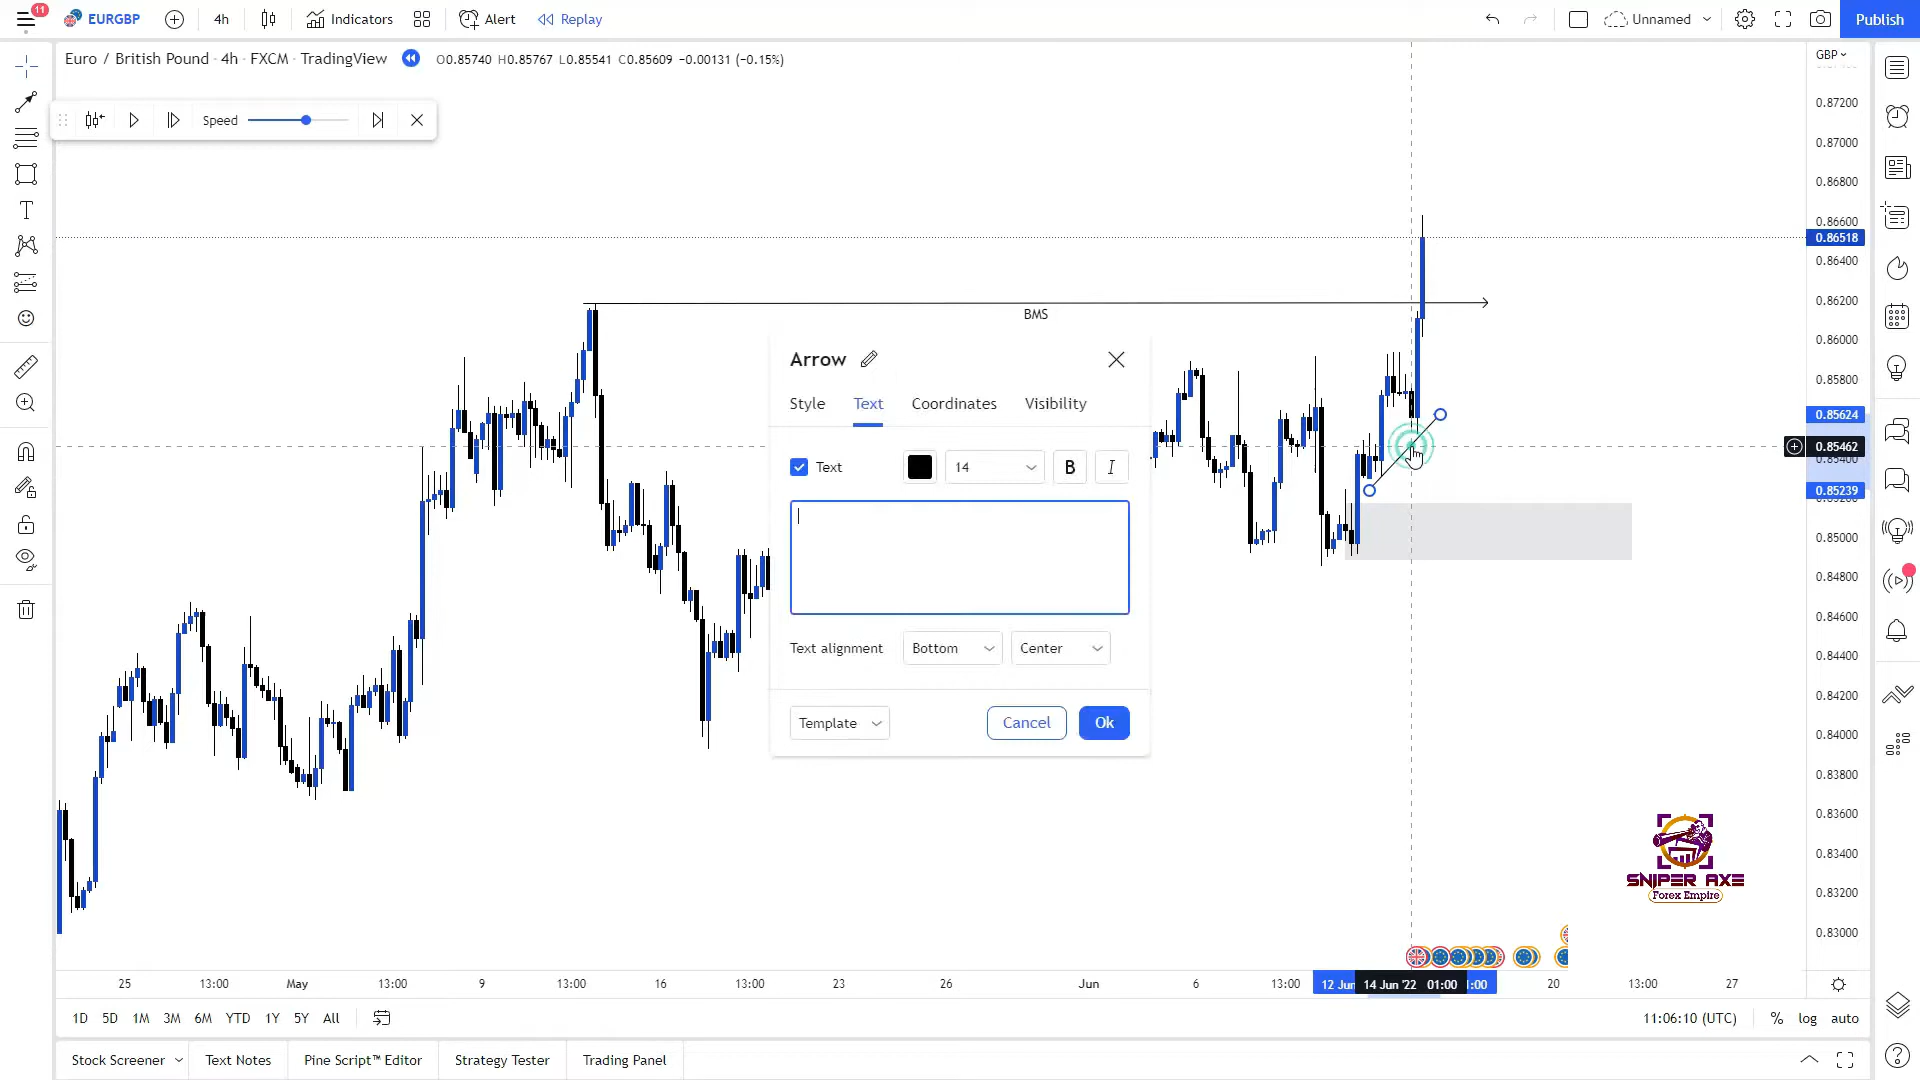 11
EURGBP
4h
Indicators
Alert
Replay
Unnamed
Publish
Euro / British Pound · 4h · FXCM · TradingView
O0.85740 H0.85767 L0.85541 C0.85609 −0.00131 (−0.15%)
GBP
Speed
0.87200
0.87000
0.86800
0.86600
0.86518
0.86400
0.86200
0.86000
0.85800
0.85624
0.85462
0.85239
0.85000
0.84800
0.84600
0.84400
0.84200
0.84000
0.83800
0.83600
0.83400
0.83200
0.83000
BMS
Arrow
Style
Text
Coordinates
Visibility
Text
14
B
I
Text alignment
Bottom
Center
Template
Cancel
Ok
SNIPER AXE
Forex Empire
25
13:00
May
13:00
9
13:00
16
13:00
23
26
Jun
6
13:00
12 Jun
14 Jun '22 01:00
:00
20
13:00
27
1D 5D 1M 3M 6M YTD 1Y 5Y All
11:06:10 (UTC)
%
log
auto
Stock Screener
Text Notes
Pine Script™ Editor
Strategy Tester
Trading Panel